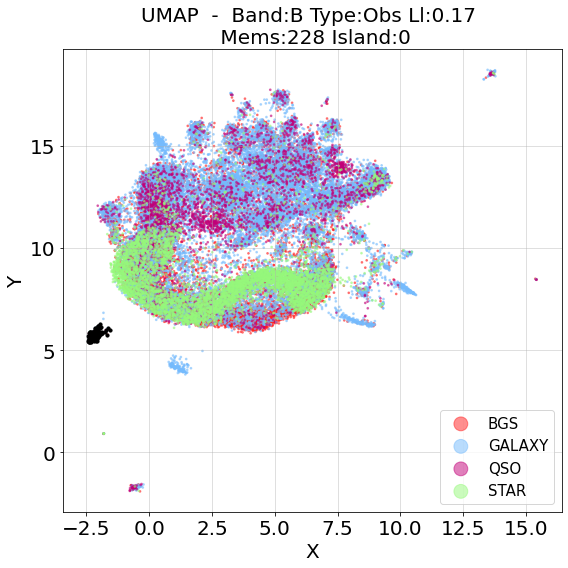 UMAP  -  Band:B Type:Obs Ll:0.17
Mems:228 Island:0
Y
15
10
5
0
−2.5 0.0 2.5 5.0 7.5 10.0 12.5 15.0
X
BGS
GALAXY
QSO
STAR